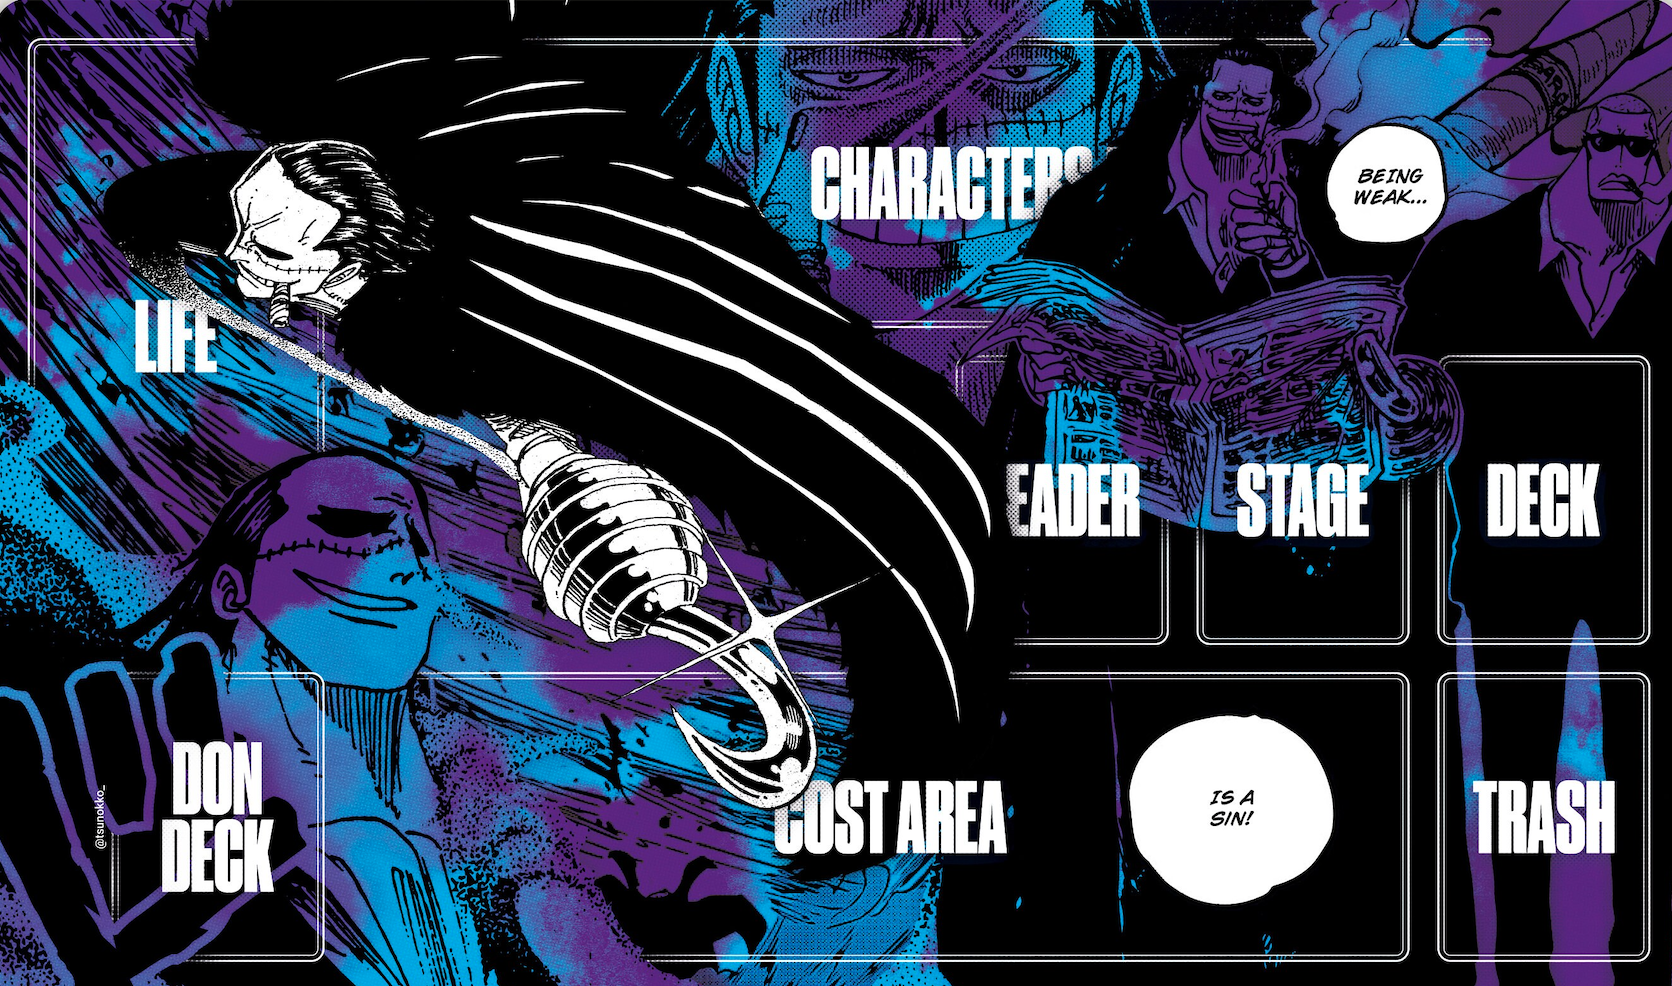 CHARACTERS
BEING
WEAK...
LIFE
EADER
STAGE
DECK
DON
DECK
@tsunokko_
COST AREA
IS A
SIN!
TRASH